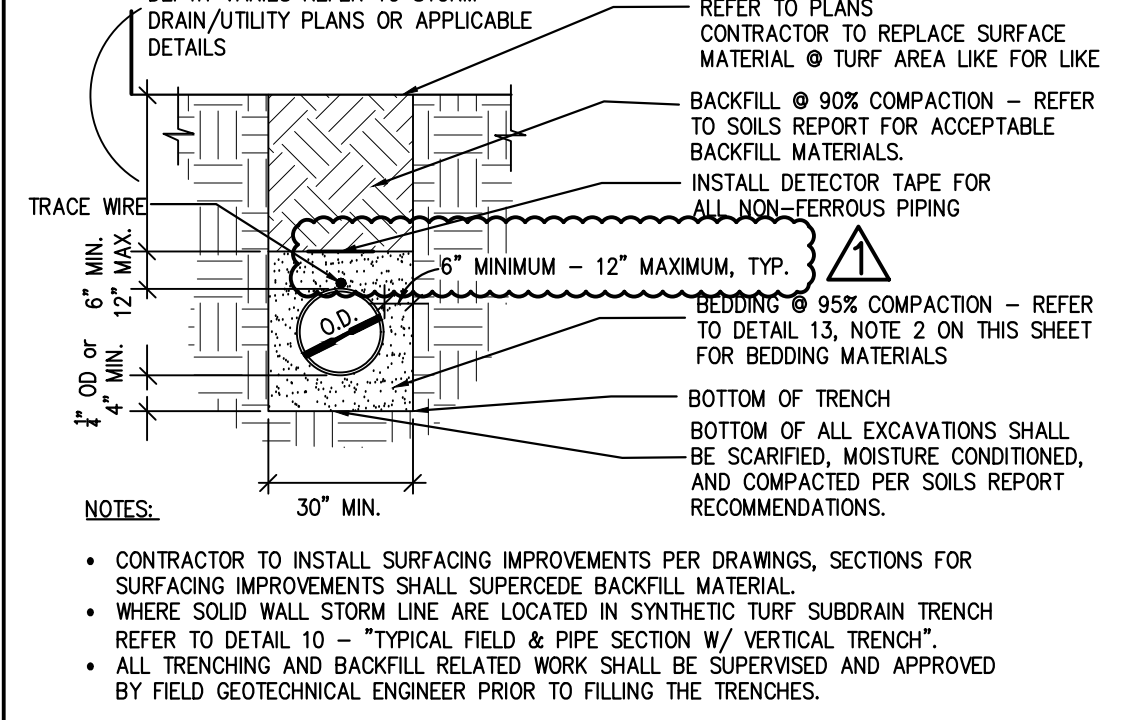 DEPTH VARIES REFER TO STORM
DRAIN/UTILITY PLANS OR APPLICABLE
DETAILS
REFER TO PLANS
CONTRACTOR TO REPLACE SURFACE
MATERIAL @ TURF AREA LIKE FOR LIKE
BACKFILL @ 90% COMPACTION – REFER
TO SOILS REPORT FOR ACCEPTABLE
BACKFILL MATERIALS.
INSTALL DETECTOR TAPE FOR
ALL NON-FERROUS PIPING
TRACE WIRE
6" MIN.
12" MAX.
6" MINIMUM – 12" MAXIMUM, TYP.
1
O.D.
BEDDING @ 95% COMPACTION – REFER
TO DETAIL 13, NOTE 2 ON THIS SHEET
FOR BEDDING MATERIALS
1/4" OD or
4" MIN.
BOTTOM OF TRENCH
BOTTOM OF ALL EXCAVATIONS SHALL
BE SCARIFIED, MOISTURE CONDITIONED,
AND COMPACTED PER SOILS REPORT
RECOMMENDATIONS.
30" MIN.
NOTES:
• CONTRACTOR TO INSTALL SURFACING IMPROVEMENTS PER DRAWINGS, SECTIONS FOR
SURFACING IMPROVEMENTS SHALL SUPERCEDE BACKFILL MATERIAL.
• WHERE SOLID WALL STORM LINE ARE LOCATED IN SYNTHETIC TURF SUBDRAIN TRENCH
REFER TO DETAIL 10 – "TYPICAL FIELD & PIPE SECTION W/ VERTICAL TRENCH".
• ALL TRENCHING AND BACKFILL RELATED WORK SHALL BE SUPERVISED AND APPROVED
BY FIELD GEOTECHNICAL ENGINEER PRIOR TO FILLING THE TRENCHES.